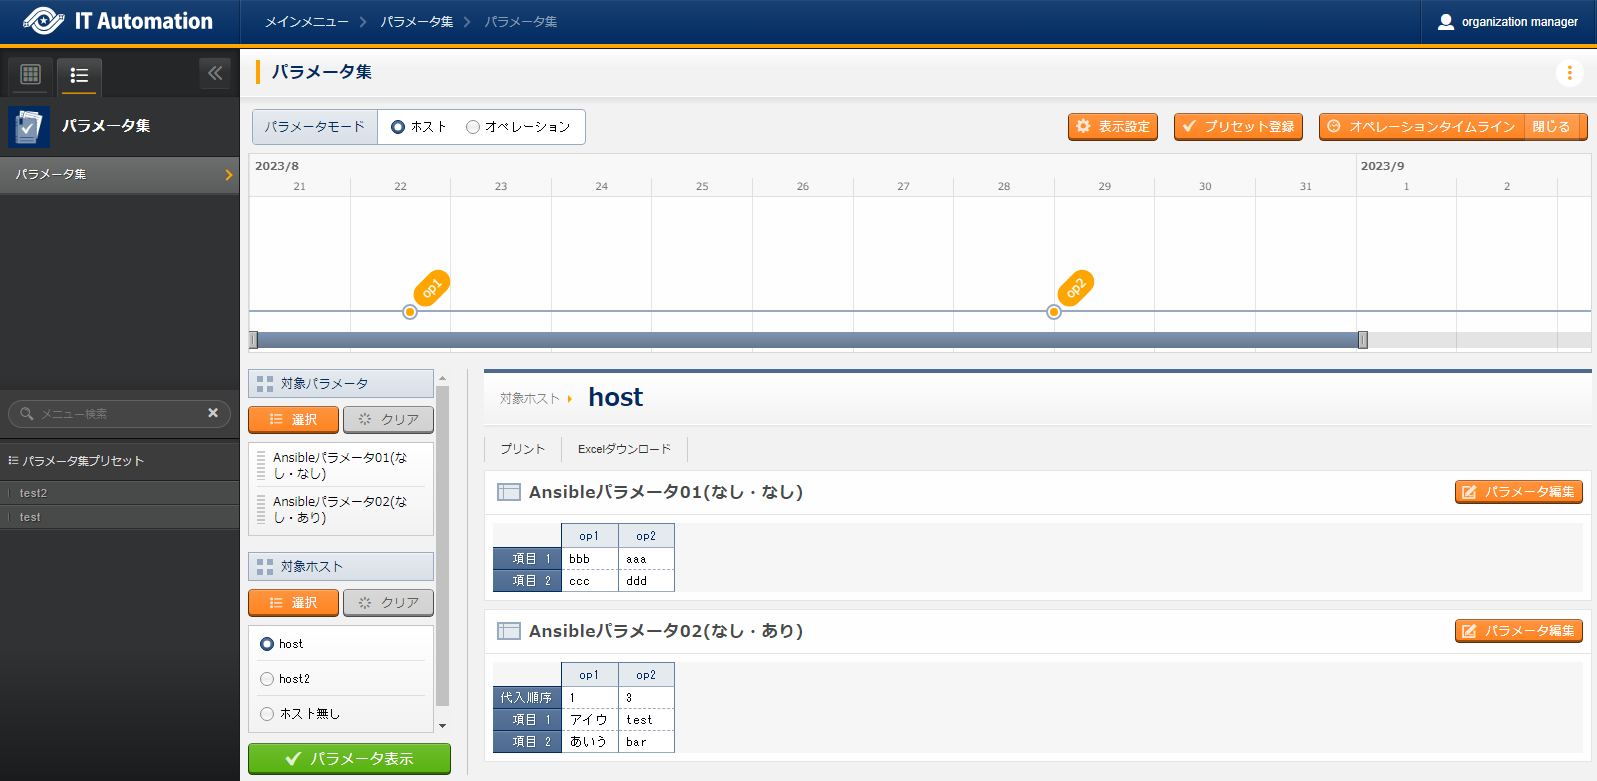 IT Automation
メインメニュー
パラメータ集
パラメータ集
organization manager
パラメータ集
パラメータ集
メニュー検索
パラメータ集プリセット
test2
test
パラメータ集
パラメータモード
ホスト
オペレーション
表示設定
プリセット登録
オペレーションタイムライン 閉じる
2023/8
2023/9
21 22 23 24 25 26 27 28 29 30 31 1 2
op1
op2
対象パラメータ
選択
クリア
Ansibleパラメータ01(な
し・なし)
Ansibleパラメータ02(な
し・あり)
対象ホスト
選択
クリア
host
host2
ホスト無し
パラメータ表示
対象ホスト
host
プリント
Excelダウンロード
Ansibleパラメータ01(なし・なし)
パラメータ編集
op1 op2
項目 1 bbb aaa
項目 2 ccc ddd
Ansibleパラメータ02(なし・あり)
パラメータ編集
op1 op2
代入順序 1 3
項目 1 アイウ test
項目 2 あいう bar